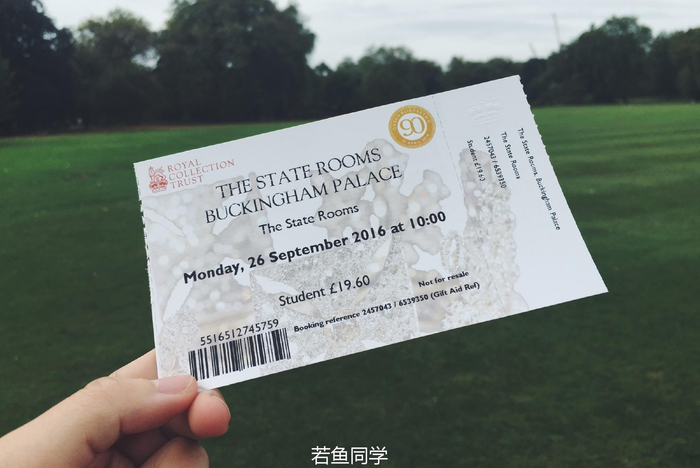 ROYAL
COLLECTION
TRUST
90
THE STATE ROOMS
BUCKINGHAM PALACE
The State Rooms
Monday, 26 September 2016 at 10:00
Student £19.60
Not for resale
Booking reference 2457043 / 6539350 (Gift Aid Ref)
5516512745759
The State Rooms, Buckingham Palace
The State Rooms
2457043 / 6539350
Student £19.60
若鱼同学